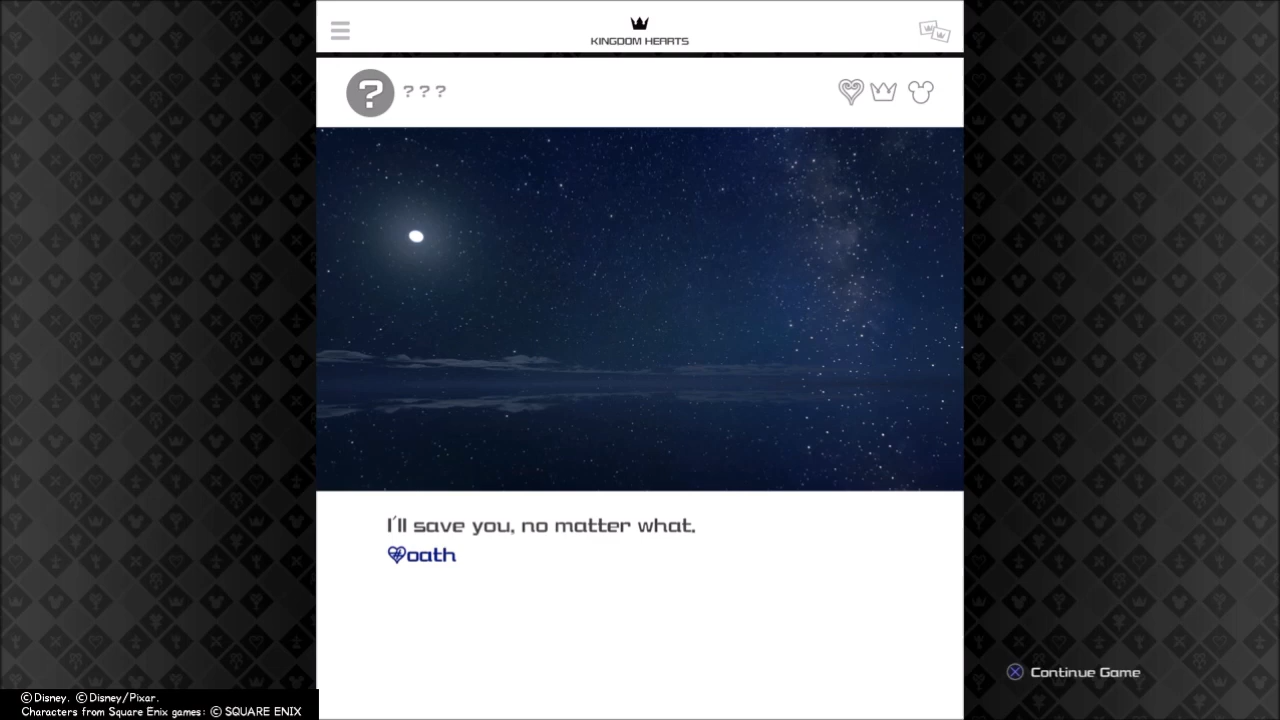 KINGDOM HEARTS
? ? ? ?
I'll save you, no matter what.
#oath
Continue Game
©Disney. ©Disney/Pixar.
Characters from Square Enix games: © SQUARE ENIX